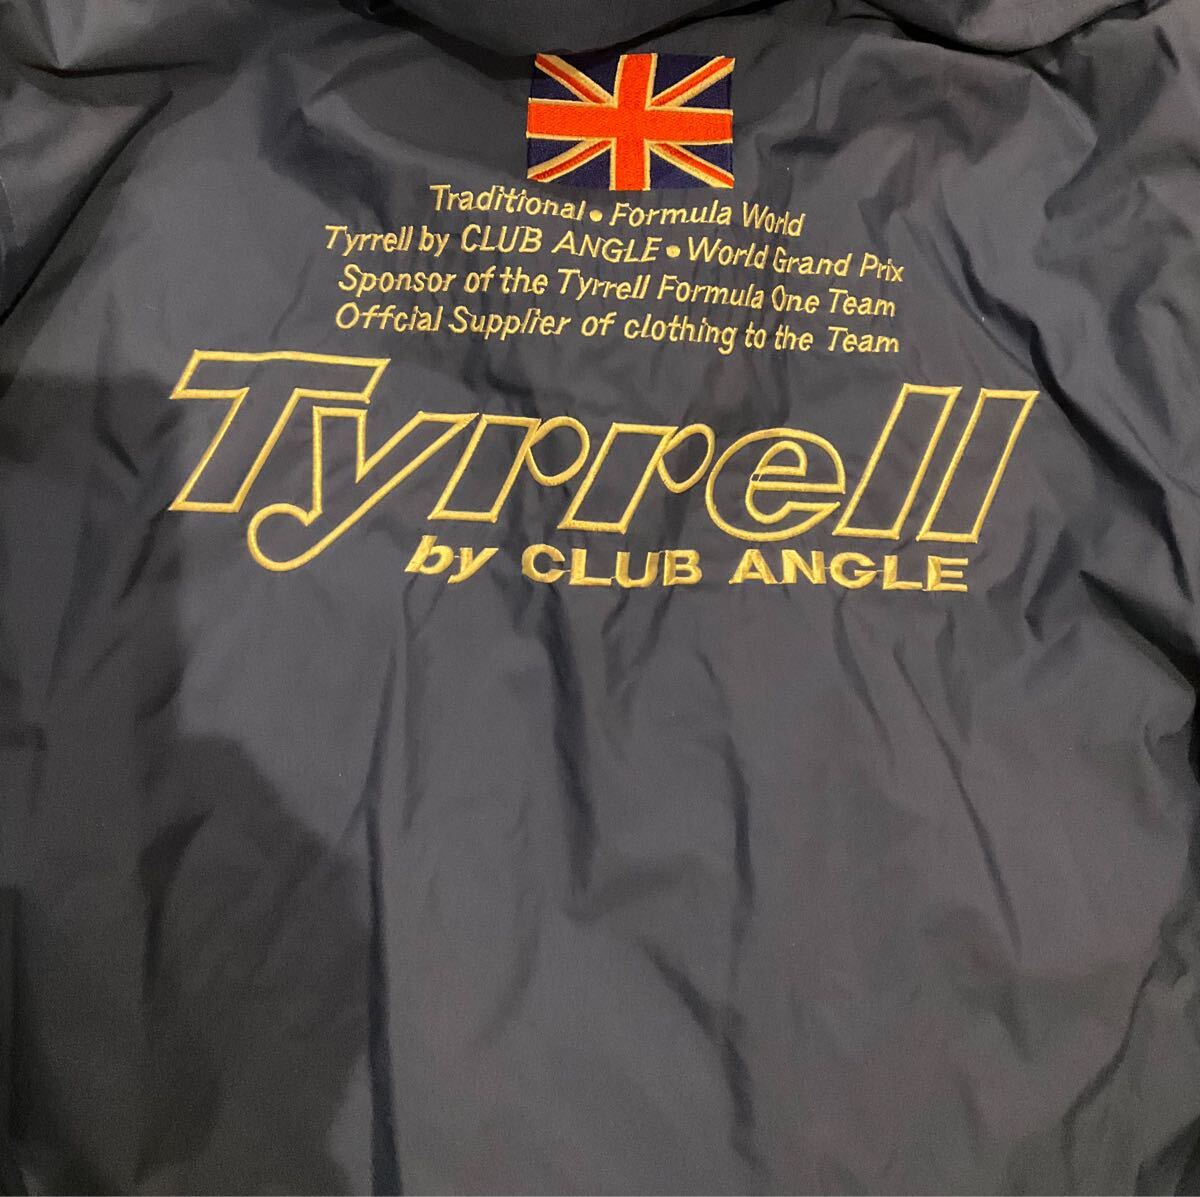 Traditional • Formula World
Tyrrell by CLUB ANGLE • World Grand Prix
Sponsor of the Tyrrell Formula One Team
Offcial Supplier of clothing to the Team
Tyrrell
by CLUB ANGLE